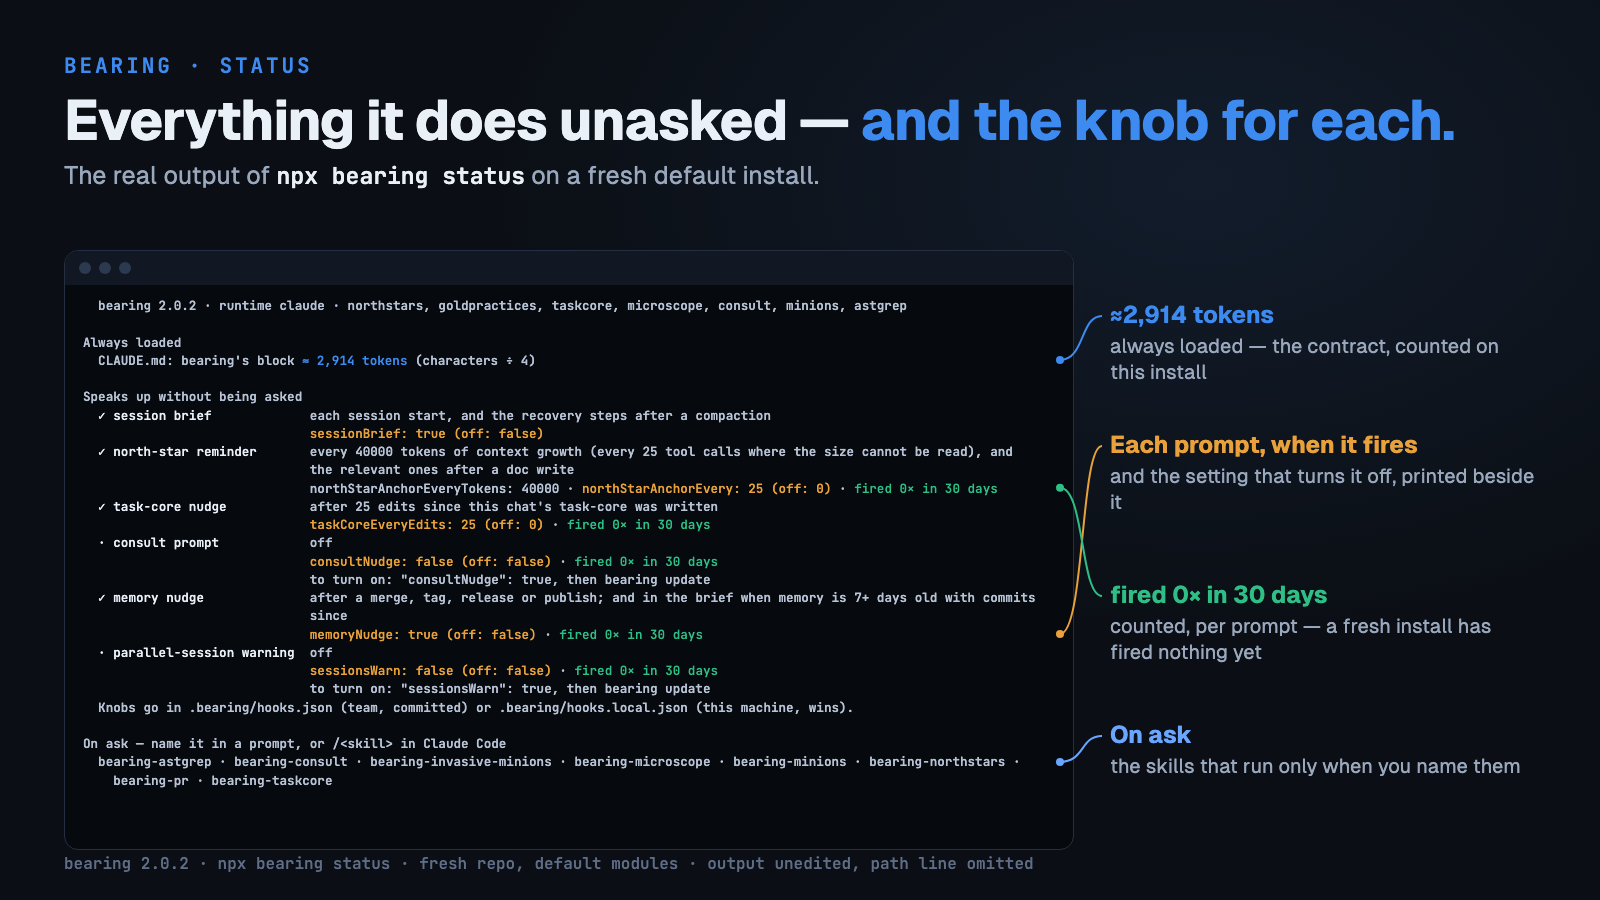 BEARING · STATUS
Everything it does unasked — and the knob for each.
The real output of npx bearing status on a fresh default install.
bearing 2.0.2 · runtime claude · northstars, goldpractices, taskcore, microscope, consult, minions, astgrep
Always loaded
CLAUDE.md: bearing's block ≈ 2,914 tokens (characters ÷ 4)
Speaks up without being asked
✓ session brief each session start, and the recovery steps after a compaction
sessionBrief: true (off: false)
✓ north-star reminder every 40000 tokens of context growth (every 25 tool calls where the size cannot be read), and
the relevant ones after a doc write
northStarAnchorEveryTokens: 40000 · northStarAnchorEvery: 25 (off: 0) · fired 0× in 30 days
✓ task-core nudge after 25 edits since this chat's task-core was written
taskCoreEveryEdits: 25 (off: 0) · fired 0× in 30 days
· consult prompt off
consultNudge: false (off: false) · fired 0× in 30 days
to turn on: "consultNudge": true, then bearing update
✓ memory nudge after a merge, tag, release or publish; and in the brief when memory is 7+ days old with commits
since
memoryNudge: true (off: false) · fired 0× in 30 days
· parallel-session warning off
sessionsWarn: false (off: false) · fired 0× in 30 days
to turn on: "sessionsWarn": true, then bearing update
Knobs go in .bearing/hooks.json (team, committed) or .bearing/hooks.local.json (this machine, wins).
On ask — name it in a prompt, or /<skill> in Claude Code
bearing-astgrep · bearing-consult · bearing-invasive-minions · bearing-microscope · bearing-minions · bearing-northstars ·
bearing-pr · bearing-taskcore
≈2,914 tokens
always loaded — the contract, counted on
this install
Each prompt, when it fires
and the setting that turns it off, printed beside
it
fired 0× in 30 days
counted, per prompt — a fresh install has
fired nothing yet
On ask
the skills that run only when you name them
bearing 2.0.2 · npx bearing status · fresh repo, default modules · output unedited, path line omitted